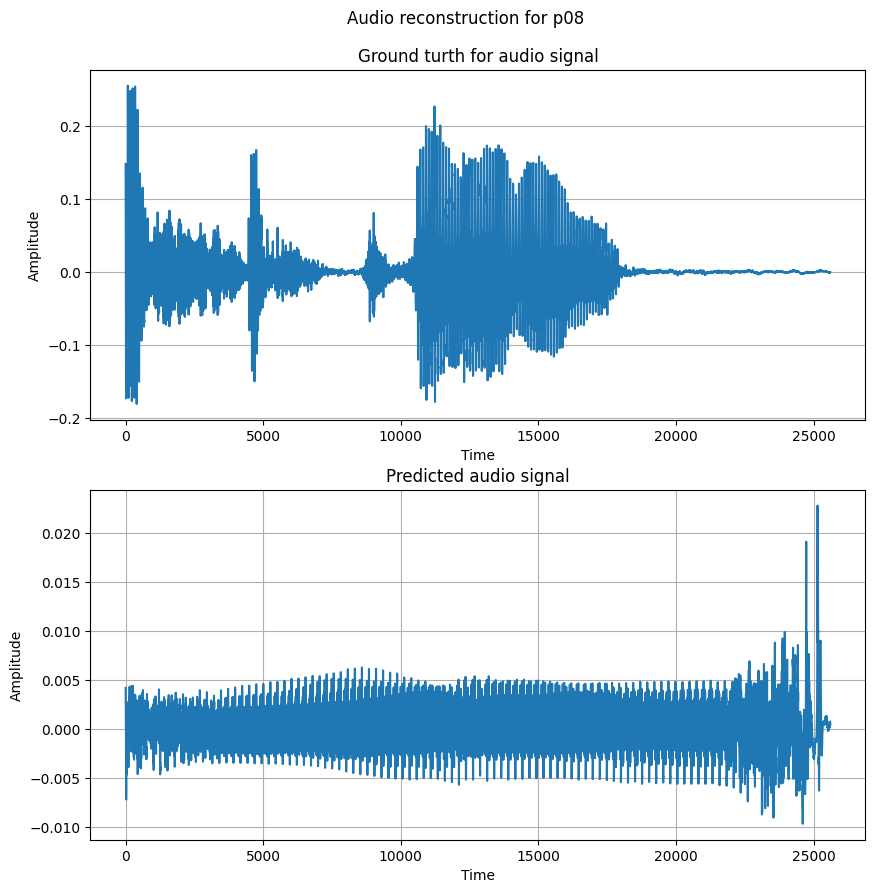 Audio reconstruction for p08
Ground turth for audio signal
0.2
0.1
0.0
−0.1
−0.2
Amplitude
0 5000 10000 15000 20000 25000
Time
Predicted audio signal
0.020
0.015
0.010
0.005
0.000
−0.005
−0.010
Amplitude
0 5000 10000 15000 20000 25000
Time